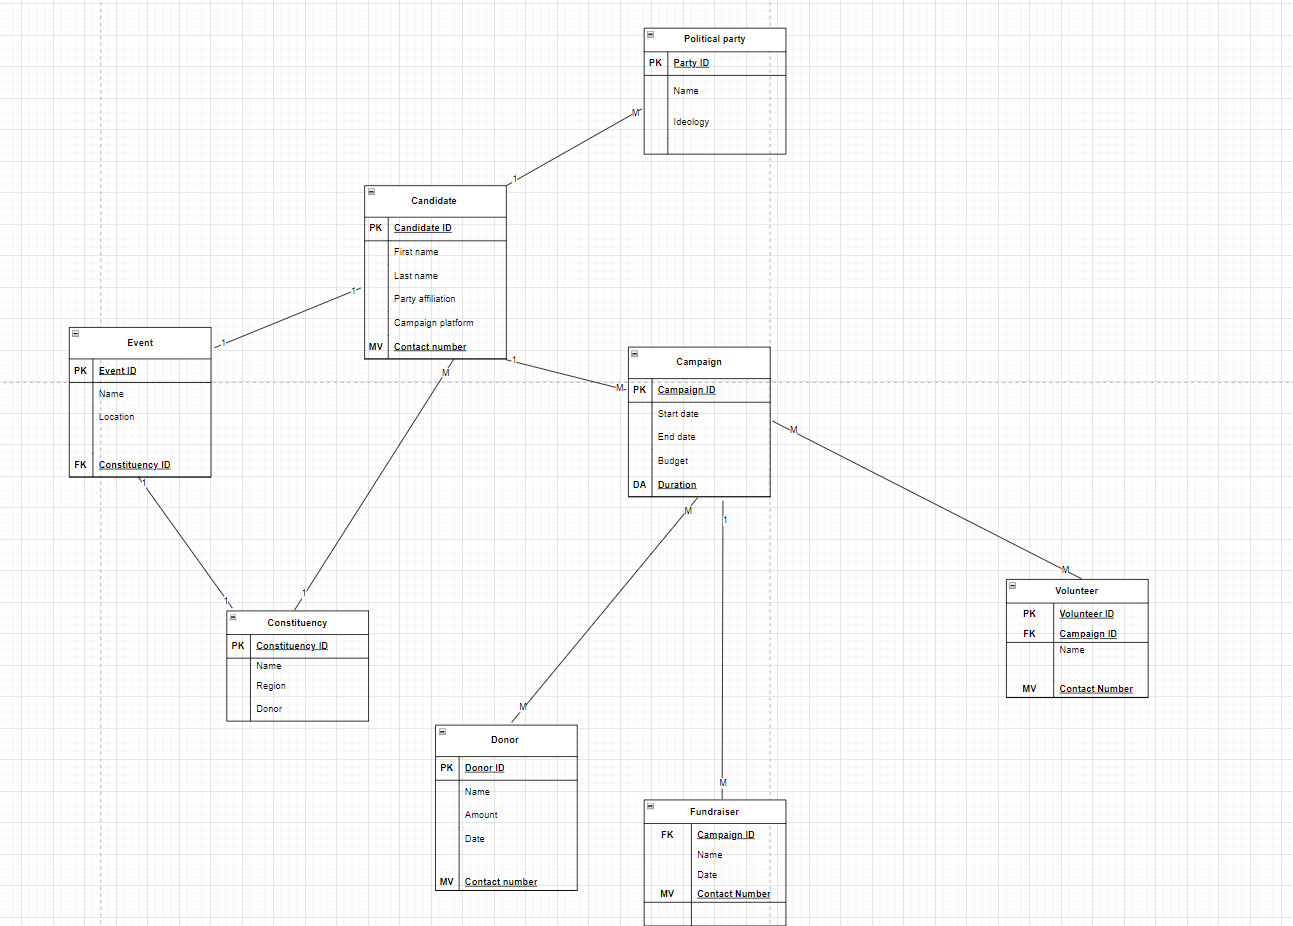 Political party
PK Party ID
Name
Ideology
M
1
Candidate
PK Candidate ID
First name
Last name
Party affiliation
Campaign platform
MV Contact number
1
1
Event
PK Event ID
Name
Location
FK Constituency ID
M
1
M
Campaign
PK Campaign ID
Start date
End date
Budget
DA Duration
M
1
1
1
M
1
M
Constituency
PK Constituency ID
Name
Region
Donor
Volunteer
PK Volunteer ID
FK Campaign ID
Name
MV Contact Number
M
Donor
PK Donor ID
Name
Amount
Date
MV Contact number
M
Fundraiser
FK Campaign ID
Name
Date
MV Contact Number